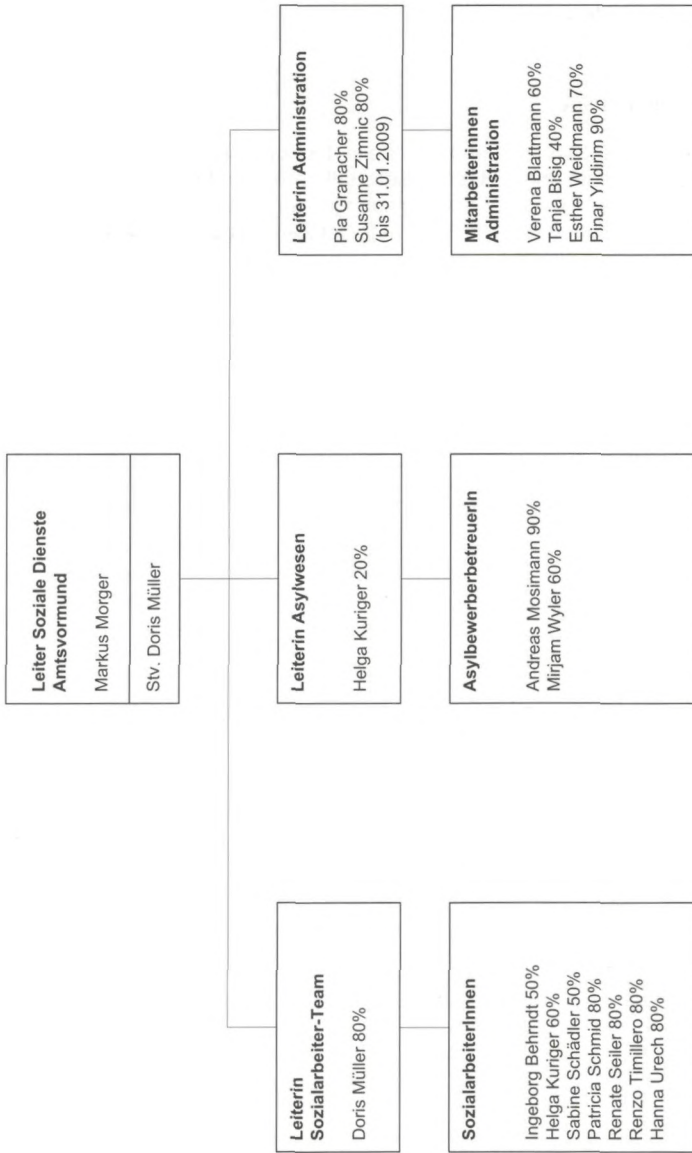 Leiter Soziale Dienste
Amtsvormund
Markus Morger
Stv. Doris Müller
Leiterin
Sozialarbeiter-Team
Doris Müller 80%
Leiterin Asylwesen
Helga Kuriger 20%
Leiterin Administration
Pia Granacher 80%
Susanne Zimnic 80%
(bis 31.01.2009)
SozialarbeiterInnen
Ingeborg Behrndt 50%
Helga Kuriger 60%
Sabine Schädler 50%
Patricia Schmid 80%
Renate Seiler 80%
Renzo Timillero 80%
Hanna Urech 80%
AsylbewerberbetreuerIn
Andreas Mosimann 90%
Mirjam Wyler 60%
Mitarbeiterinnen
Administration
Verena Blattmann 60%
Tanja Bisig 40%
Esther Weidmann 70%
Pinar Yildirim 90%